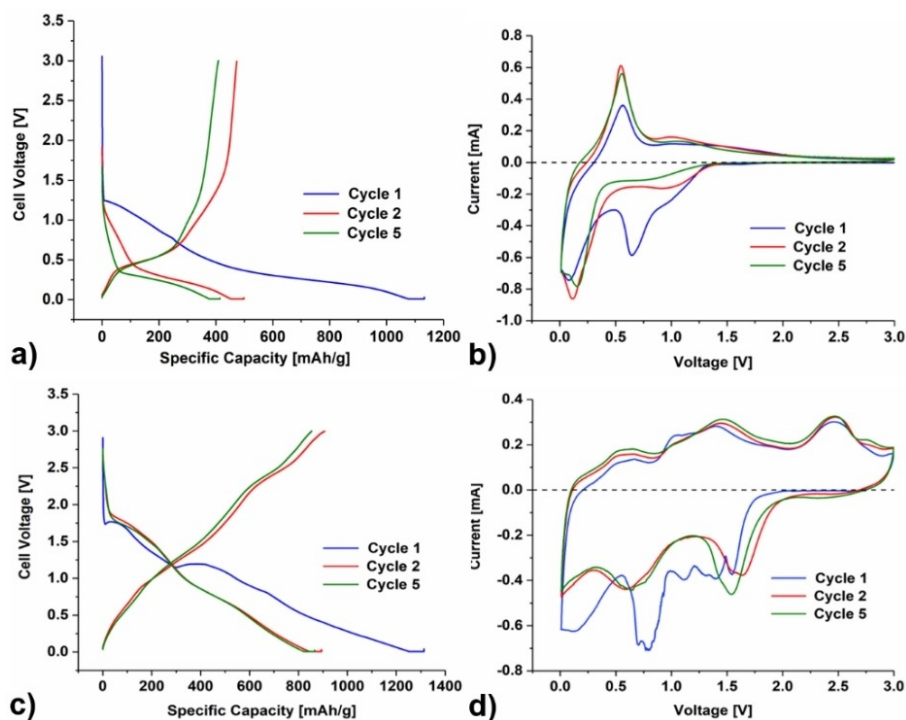 3.5
3.0
2.5
2.0
1.5
1.0
0.5
0.0
Cell Voltage [V]
Cycle 1
Cycle 2
Cycle 5
0 200 400 600 800 1000 1200
Specific Capacity [mAh/g]
a)
0.8
0.6
0.4
0.2
0.0
-0.2
-0.4
-0.6
-0.8
-1.0
Current [mA]
Cycle 1
Cycle 2
Cycle 5
0.0 0.5 1.0 1.5 2.0 2.5 3.0
Voltage [V]
b)
3.5
3.0
2.5
2.0
1.5
1.0
0.5
0.0
Cell Voltage [V]
Cycle 1
Cycle 2
Cycle 5
0 200 400 600 800 1000 1200 1400
Specific Capacity [mAh/g]
c)
0.4
0.2
0.0
-0.2
-0.4
-0.6
-0.8
Current [mA]
Cycle 1
Cycle 2
Cycle 5
0.0 0.5 1.0 1.5 2.0 2.5 3.0
Voltage [V]
d)